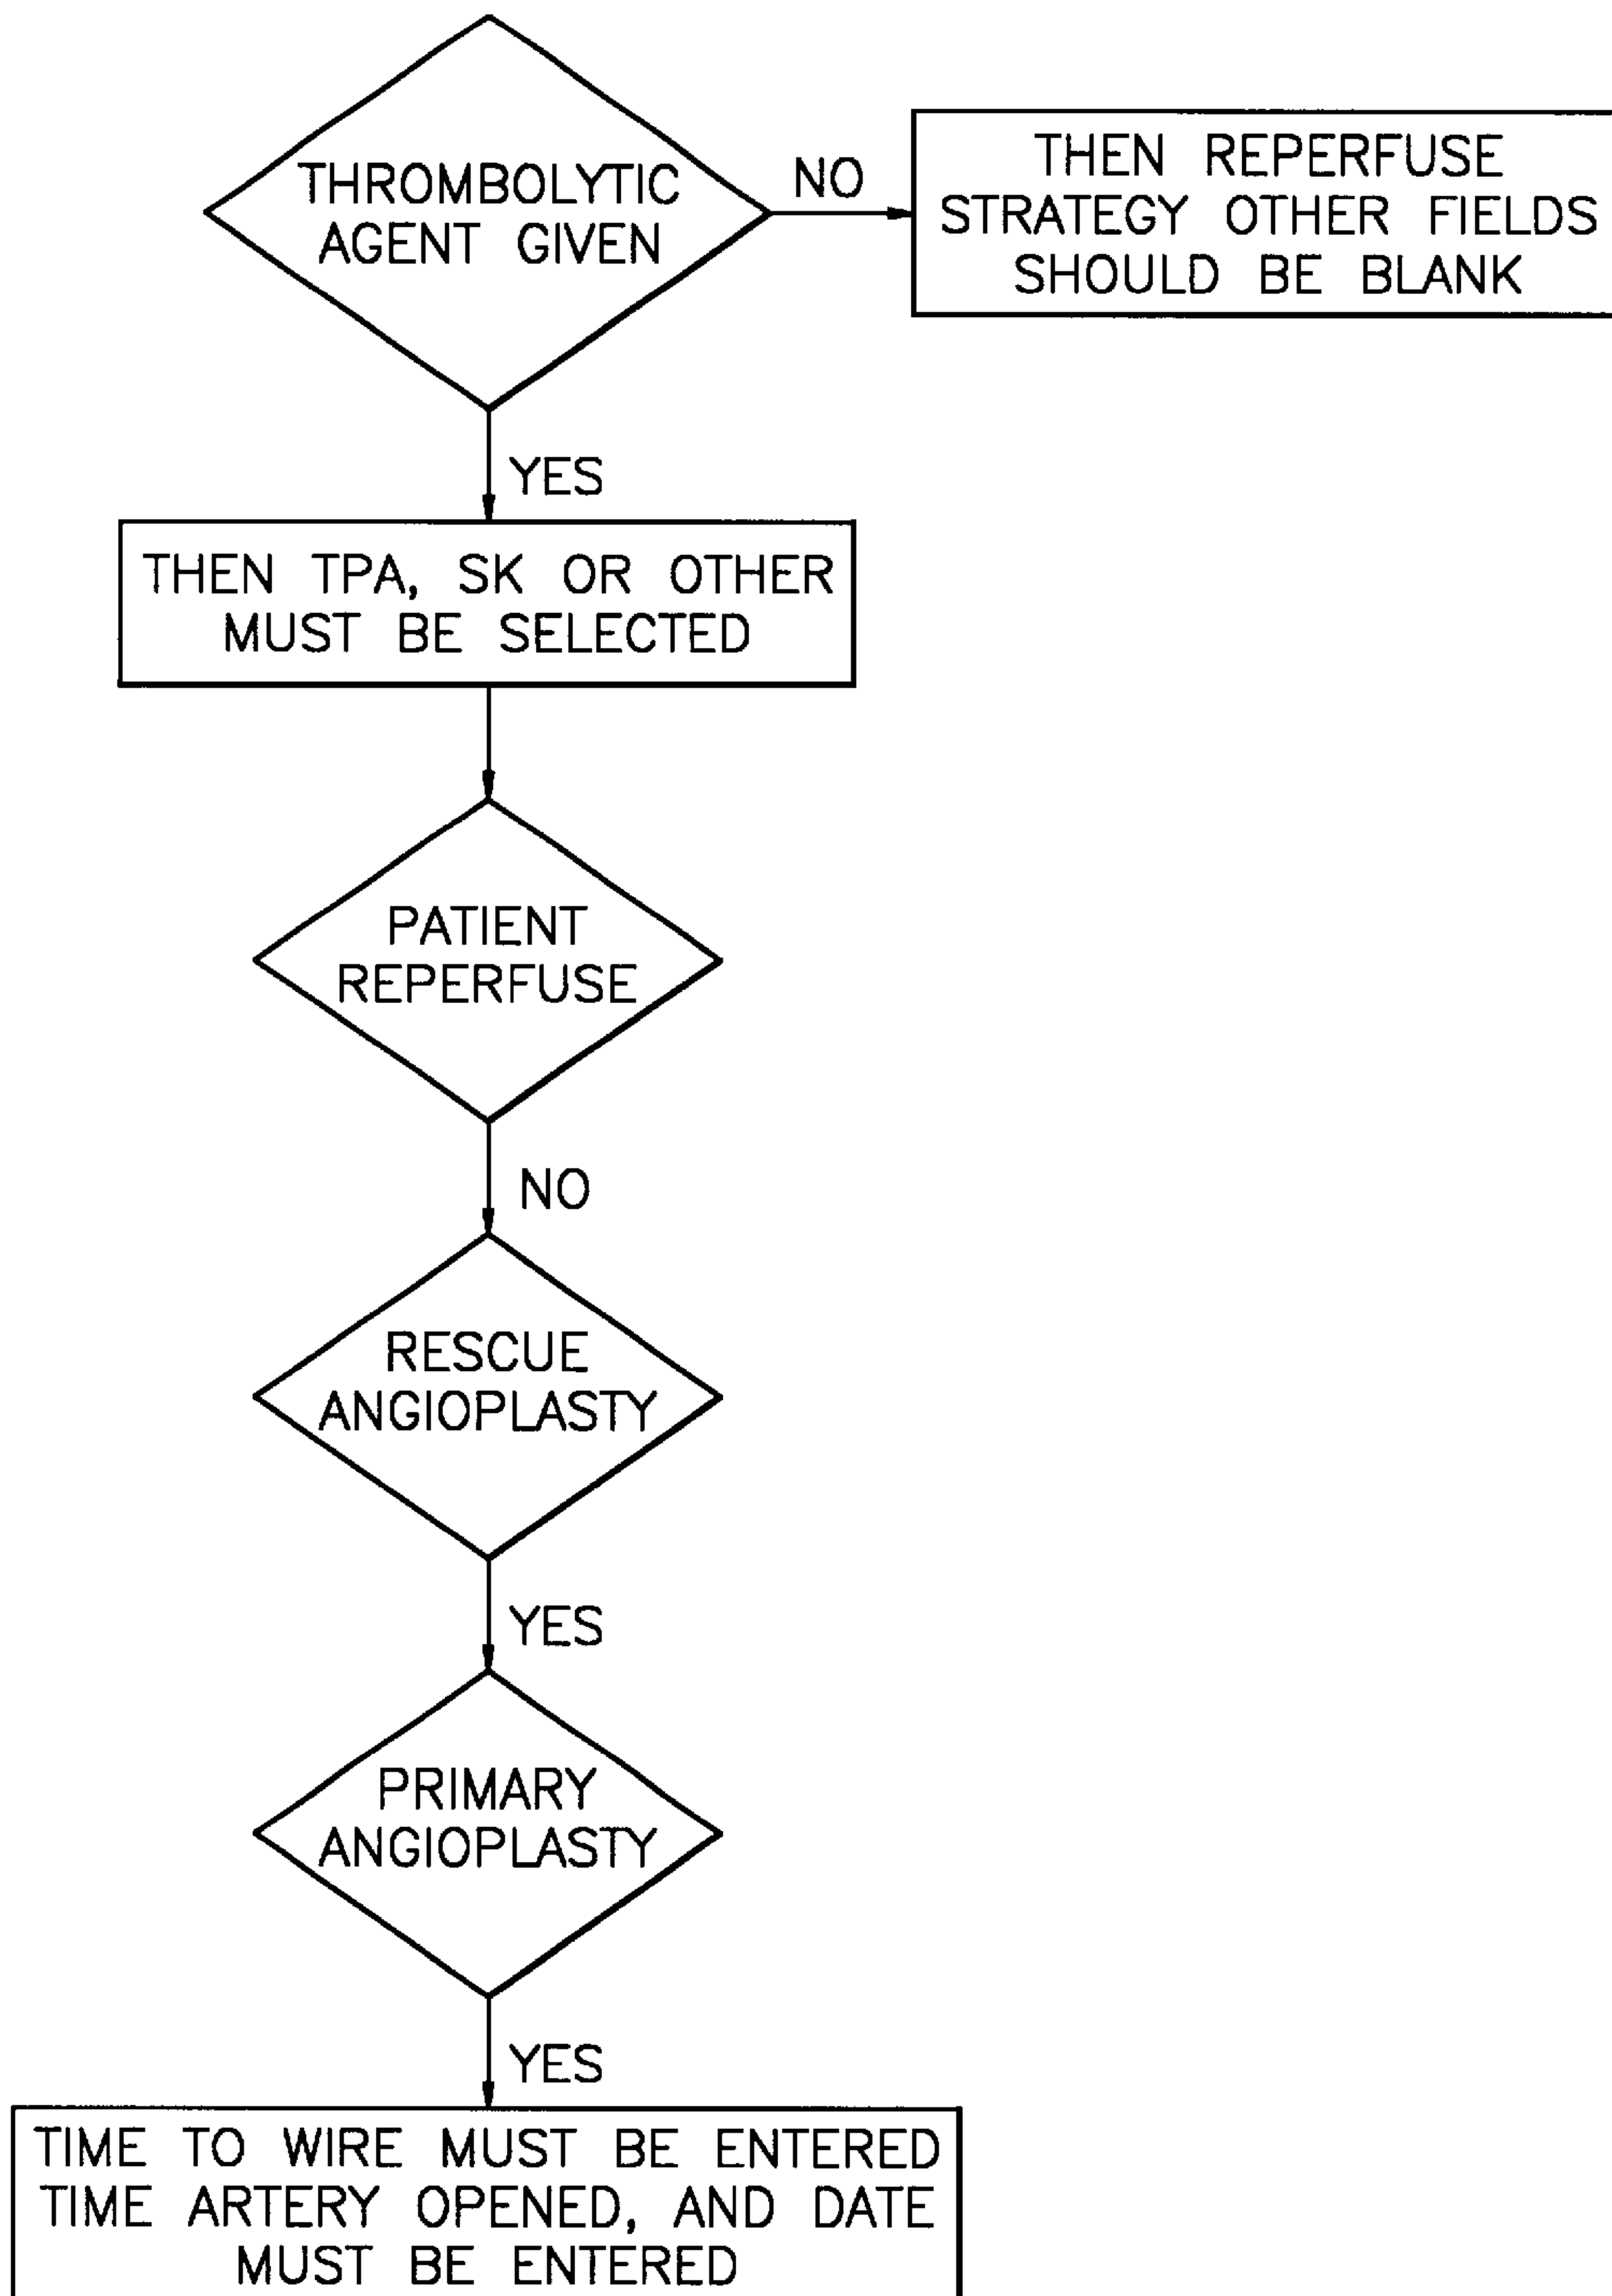 THROMBOLYTIC
AGENT GIVEN
NO
THEN REPERFUSE
STRATEGY OTHER FIELDS
SHOULD BE BLANK
YES
THEN TPA, SK OR OTHER
MUST BE SELECTED
PATIENT
REPERFUSE
NO
RESCUE
ANGIOPLASTY
YES
PRIMARY
ANGIOPLASTY
YES
TIME TO WIRE MUST BE ENTERED
TIME ARTERY OPENED, AND DATE
MUST BE ENTERED